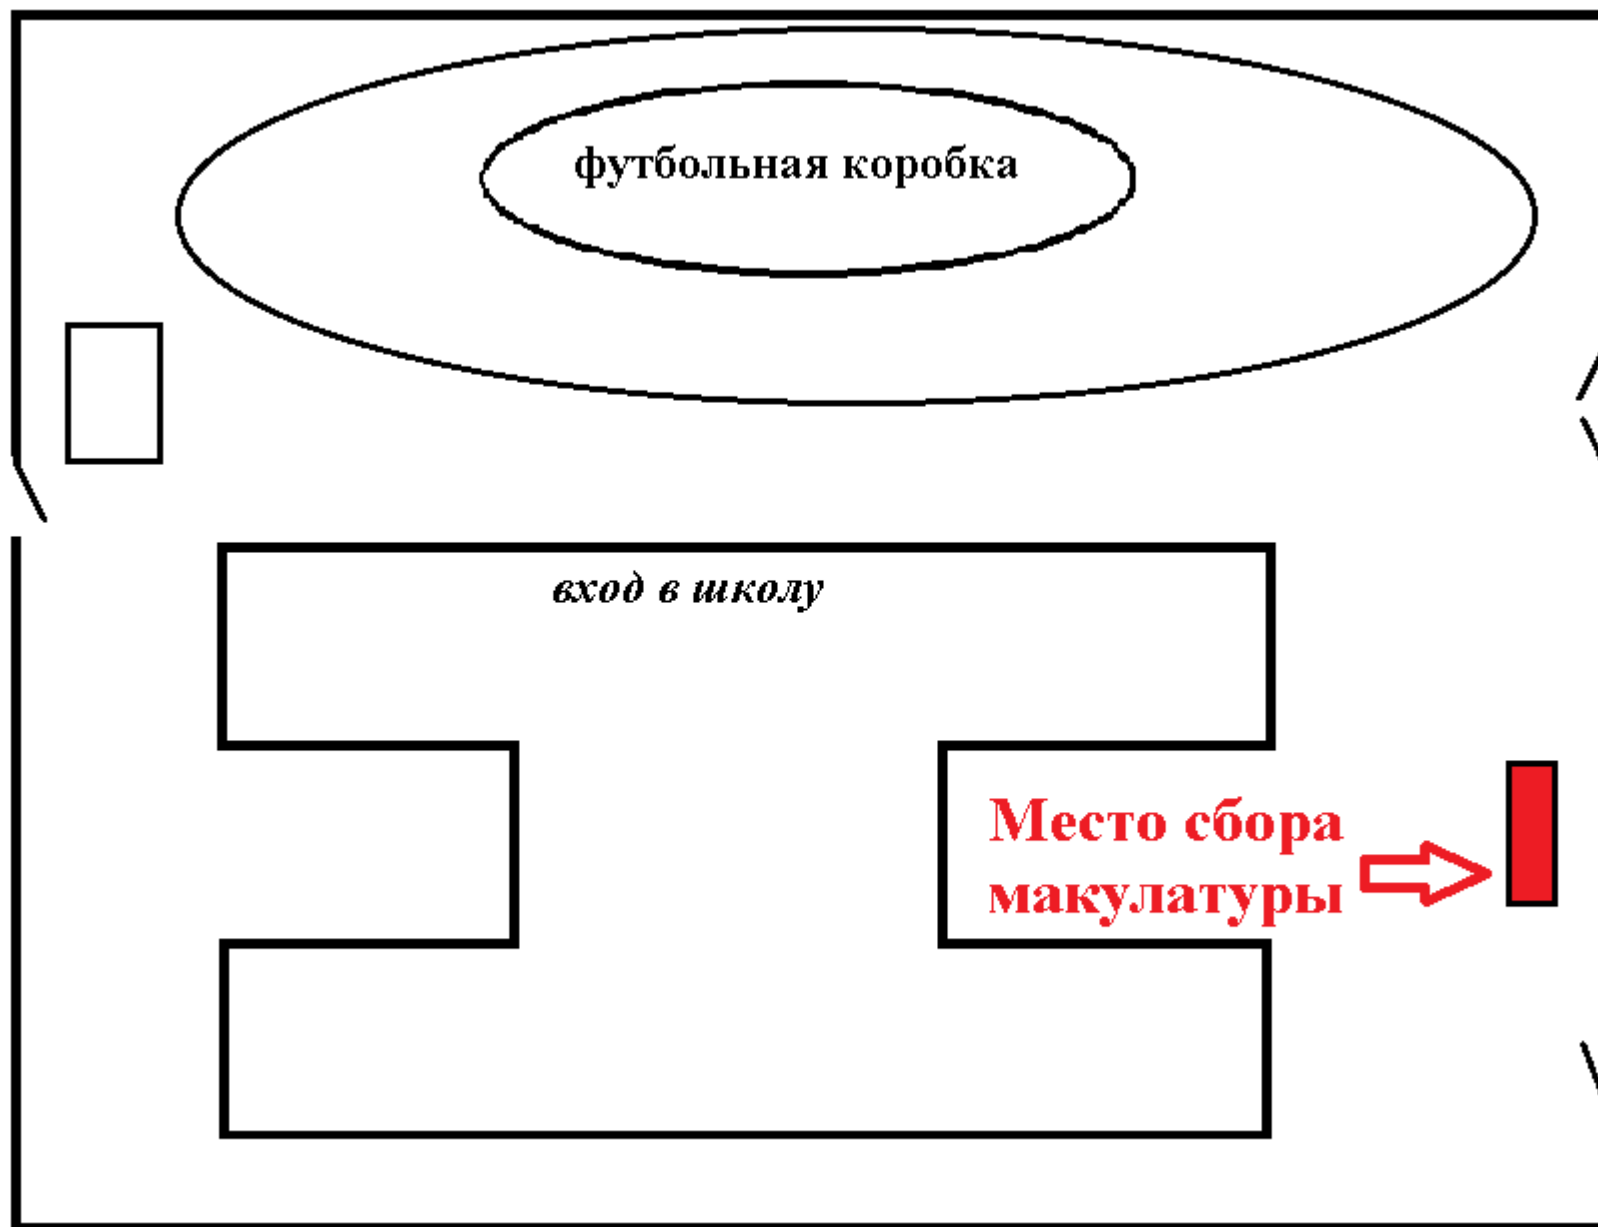 футбольная коробка
вход в школу
Место сбора
макулатуры